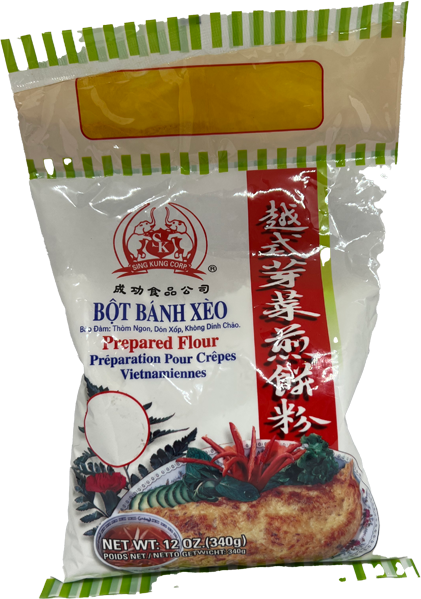 SK
SING KUNG CORP.
®
成功食品公司
BỘT BÁNH XÈO
Bảo Đảm: Thơm Ngon, Dòn Xốp, Không Dính Chảo.
Prepared Flour
Préparation Pour Crêpes
Vietnamiennes
越式芽菜煎餅粉
NET WT: 12 OZ.(340g)
POIDS NET / NETTO GETWICHT: 340g